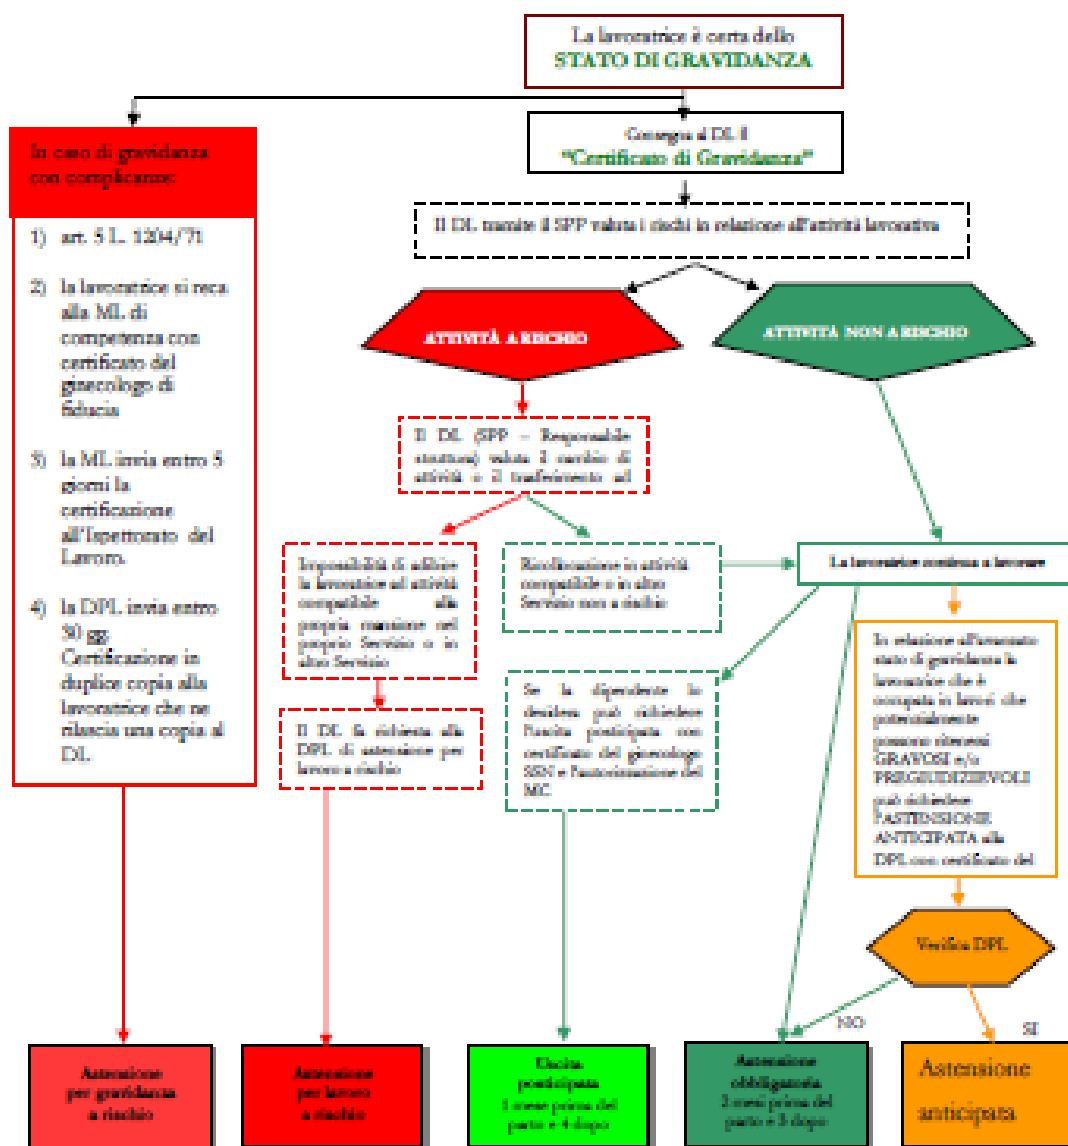 La lavoratrice è certa dello
STATO DI GRAVIDANZA
Consegna al DL il
"Certificato di Gravidanza"
In caso di gravidanza
con complicanze:
1) art. 5 L. 1204/71
2) la lavoratrice si reca
alla ML di
competenza con
certificato del
ginecologo di
fiducia
3) la ML invia entro 5
giorni la
certificazione
all'Ispettorato del
Lavoro.
4) la DPL invia entro
30 gg.
Certificazione in
duplice copia alla
lavoratrice che ne
rilascia una copia al
DL
Il DL tramite il SPP valuta i rischi in relazione all'attività lavorativa
ATTIVITÀ A RISCHIO
ATTIVITÀ NON A RISCHIO
Il DL (SPP – Responsabile
struttura) valuta il cambio di
attività o il trasferimento ad
Impossibilità di adibire
la lavoratrice ad attività
compatibile alla
propria mansione nel
proprio Servizio o in
altro Servizio
Ricollocazione in attività
compatibile o in altro
Servizio non a rischio
La lavoratrice continua a lavorare
Il DL fa richiesta alla
DPL di astensione per
lavoro a rischio
Se la dipendente lo
desidera può richiedere
l'uscita posticipata con
certificato del ginecologo
SSN e l'autorizzazione del
MC
In relazione all'avanzato
stato di gravidanza la
lavoratrice che è
occupata in lavori che
potenzialmente
possono ritenersi
GRAVOSI e/o
PREGIUDIZIEVOLI
può richiedere
l'ASTENSIONE
ANTICIPATA alla
DPL con certificato del
Verifica DPL
NO
SI
Astensione
per gravidanza
a rischio
Astensione
per lavoro
a rischio
Uscita
posticipata
1 mese prima del
parto e 4 dopo
Astensione
obbligatoria
2 mesi prima del
parto e 3 dopo
Astensione
anticipata